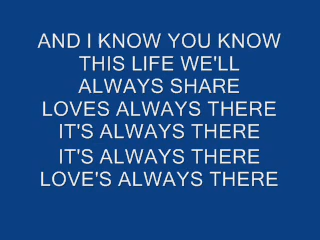 AND I KNOW YOU KNOW
THIS LIFE WE'LL
ALWAYS SHARE
LOVES ALWAYS THERE
IT'S ALWAYS THERE
IT'S ALWAYS THERE
LOVE'S ALWAYS THERE